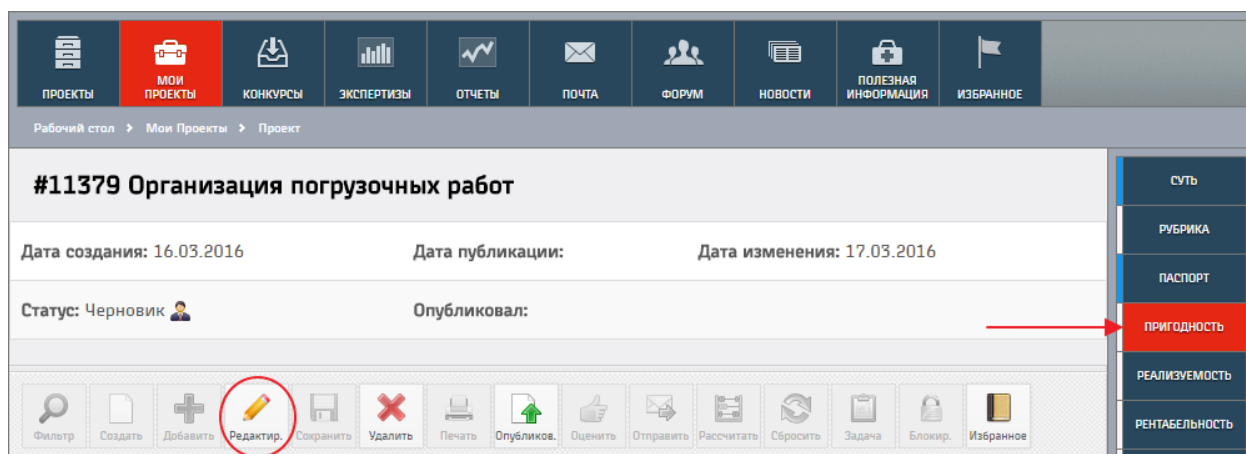 ПРОЕКТЫ
МОИ
ПРОЕКТЫ
КОНКУРСЫ
ЭКСПЕРТИЗЫ
ОТЧЕТЫ
ПОЧТА
ФОРУМ
НОВОСТИ
ПОЛЕЗНАЯ
ИНФОРМАЦИЯ
ИЗБРАННОЕ
Рабочий стол > Мои Проекты > Проект
#11379 Организация погрузочных работ
Дата создания: 16.03.2016 Дата публикации: Дата изменения: 17.03.2016
Статус: Черновик Опубликовал:
Фильтр Создать Добавить Редактир. Сохранить Удалить Печать Опубликов. Оценить Отправить Рассчитать Сбросить Задача Блокир. Избранное
СУТЬ
РУБРИКА
ПАСПОРТ
ПРИГОДНОСТЬ
РЕАЛИЗУЕМОСТЬ
РЕНТАБЕЛЬНОСТЬ